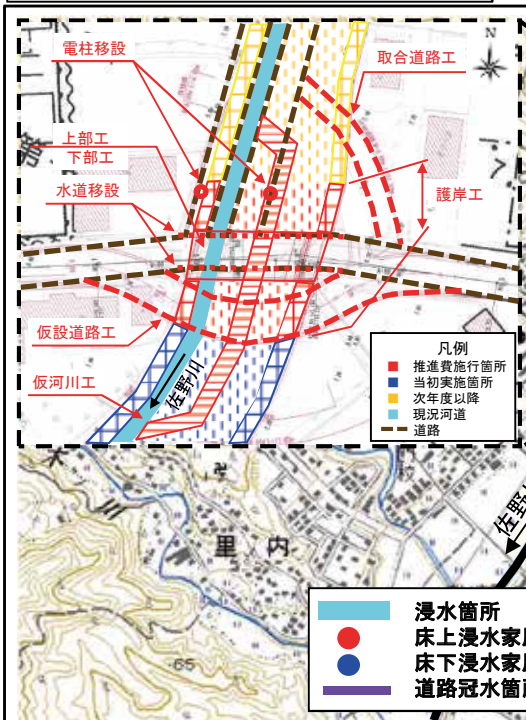 電柱移設
取合道路工
N
上部工
下部工
護岸工
水道移設
仮設道路工
仮河川工
佐野川
凡例
推進費施行箇所
当初実施箇所
次年度以降
現況河道
道路
大
川
里 内
佐野
65
浸水箇所
床上浸水家
床下浸水家
道路冠水箇